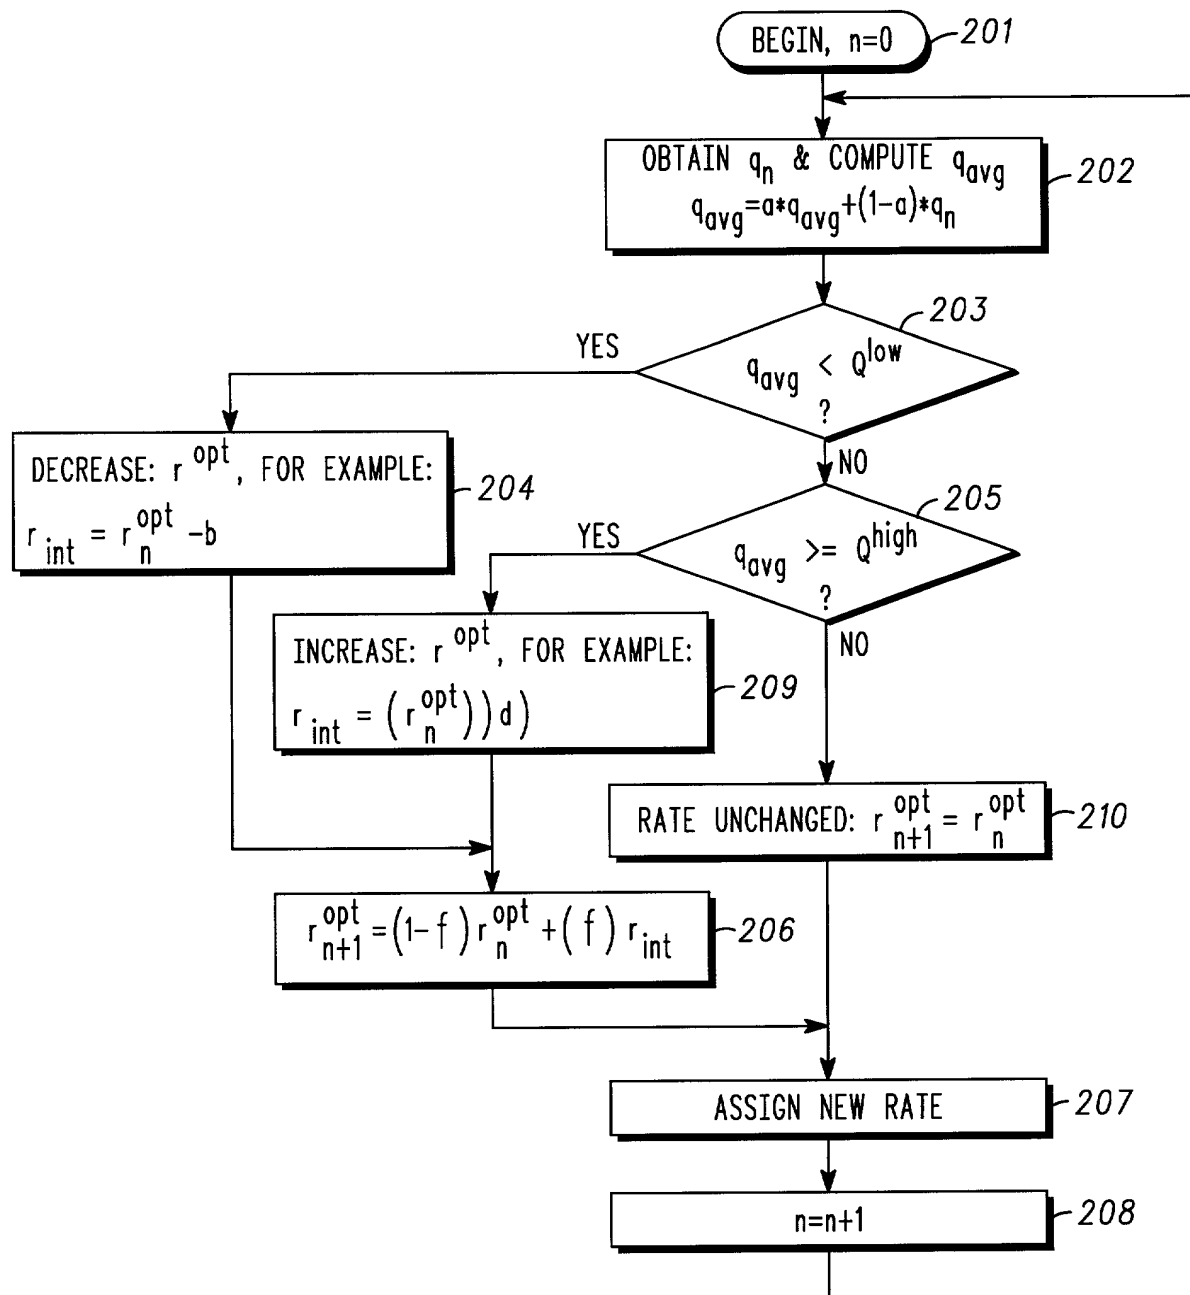 BEGIN, n=0
201
OBTAIN q_n & COMPUTE q_avg
q_avg=a*q_avg+(1-a)*q_n
202
203
YES
q_avg < Q^low
?
NO
DECREASE: r^opt, FOR EXAMPLE:
r_int = r_n^opt -b
204
205
YES
q_avg >= Q^high
?
NO
INCREASE: r^opt, FOR EXAMPLE:
r_int = (r_n^opt))d)
209
RATE UNCHANGED: r_n+1^opt = r_n^opt
210
r_n+1^opt=(1-f)r_n^opt+(f) r_int
206
ASSIGN NEW RATE
207
n=n+1
208